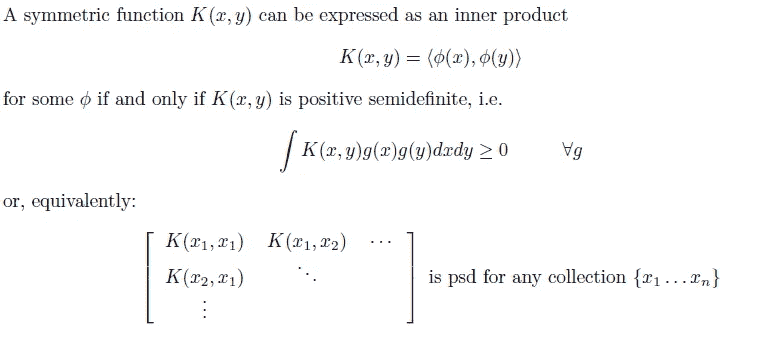 A symmetric function K(x, y) can be expressed as an inner product
K(x, y) = ⟨ϕ(x), ϕ(y)⟩
for some ϕ if and only if K(x, y) is positive semidefinite, i.e.
∫ K(x, y)g(x)g(y)dxdy ≥ 0 ∀g
or, equivalently:
K(x₁, x₁) K(x₁, x₂) ⋯
K(x₂, x₁) ⋱ is psd for any collection {x₁ . . . xₙ}
⋮